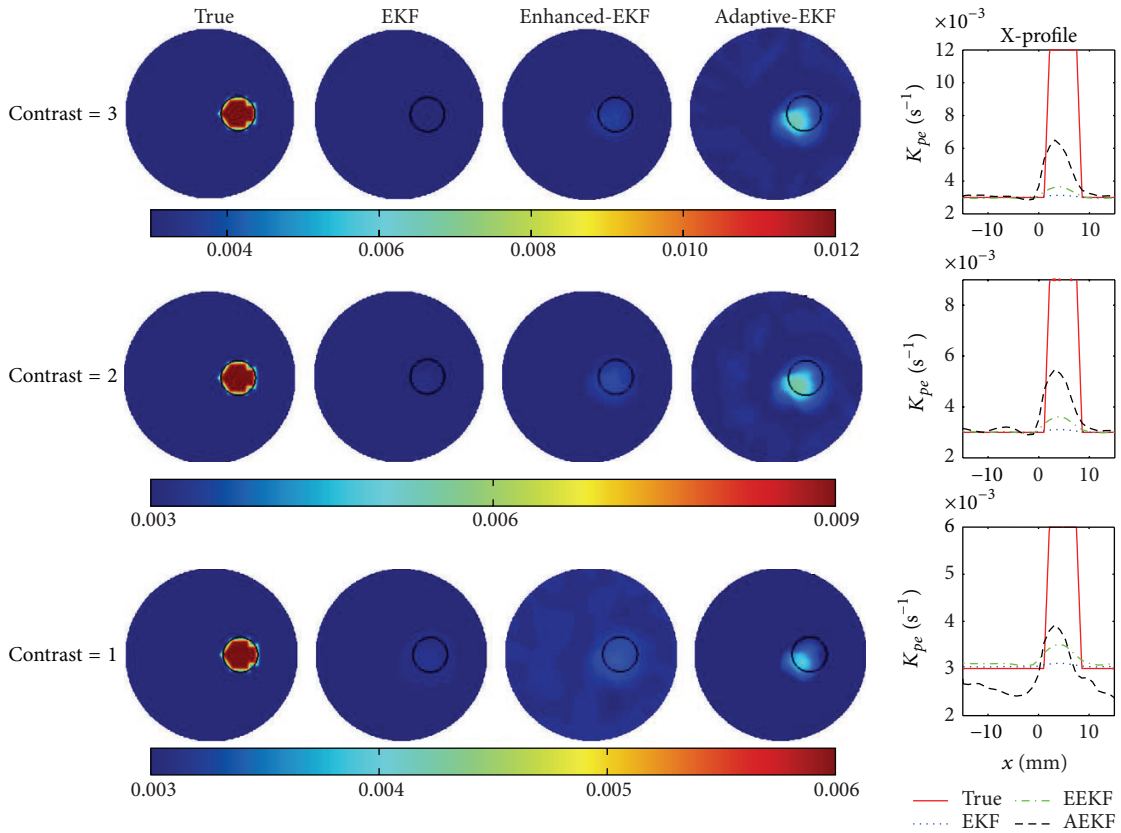 True EKF Enhanced-EKF Adaptive-EKF
×10⁻³
X-profile
Contrast = 3
12
10
8
6
4
2
K_pe (s⁻¹)
−10 0 10
0.004 0.006 0.008 0.010 0.012
×10⁻³
Contrast = 2
8
6
4
2
K_pe (s⁻¹)
−10 0 10
0.003 0.006 0.009
×10⁻³
Contrast = 1
6
5
4
3
2
K_pe (s⁻¹)
−10 0 10
x (mm)
0.003 0.004 0.005 0.006
True EEKF
EKF AEKF